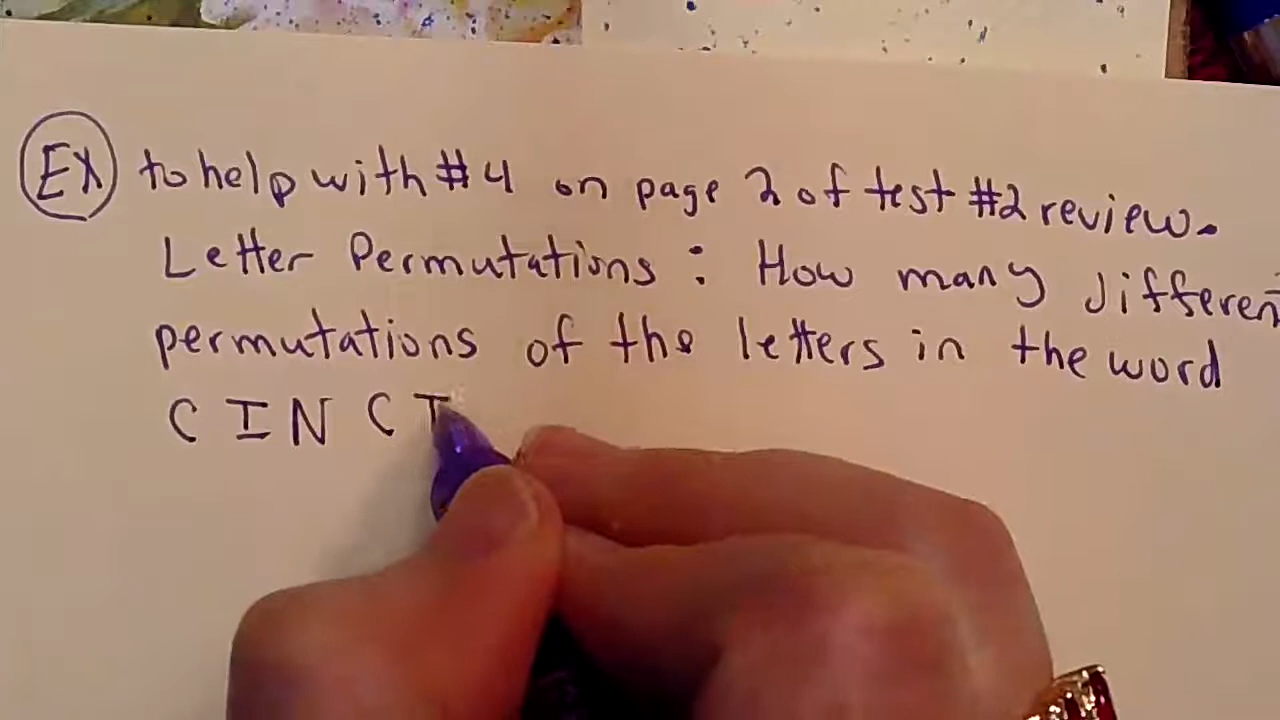 EX to help with #4 on page 2 of test #2 review.
Letter Permutations: How many different
permutations of the letters in the word
C I N C I